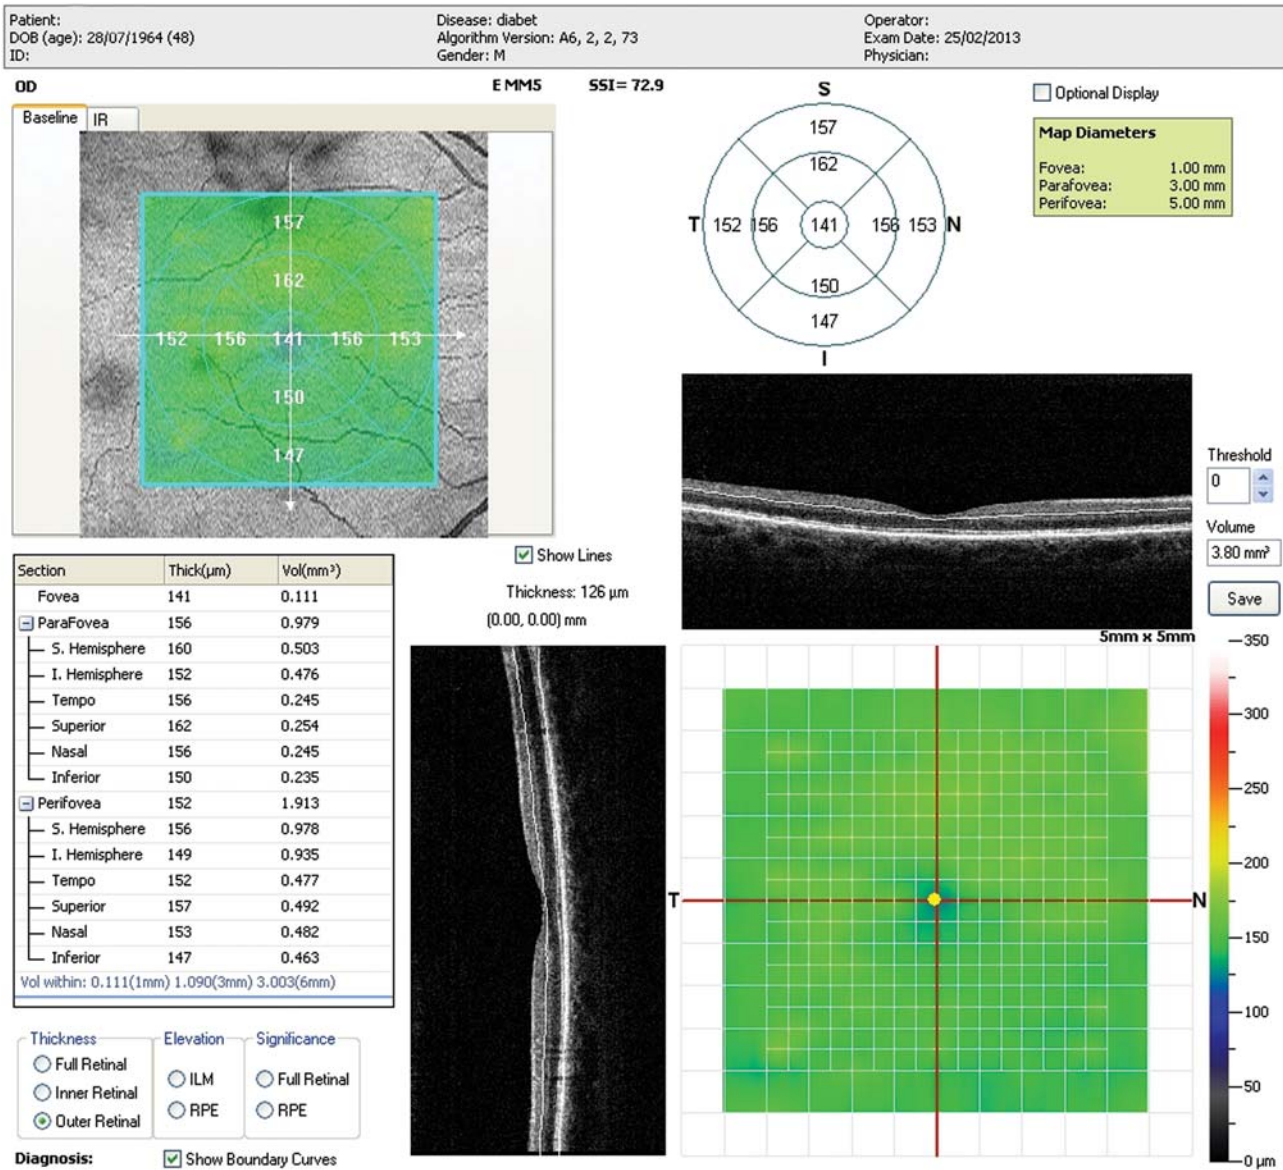 Patient:
DOB (age): 28/07/1964 (48)
ID:
Disease: diabet
Algorithm Version: A6, 2, 2, 73
Gender: M
Operator:
Exam Date: 25/02/2013
Physician:
OD
E MM5
SSI= 72.9
Baseline IR
157
162
152 156 141 156 153
150
147
S
157
162
T 152 156 141 156 153 N
150
147
I
Optional Display
Map Diameters
Fovea: 1.00 mm
Parafovea: 3.00 mm
Perifovea: 5.00 mm
Threshold
0
Volume
3.80 mm³
Save
Show Lines
Thickness: 126 µm
(0.00, 0.00) mm
Section Thick(µm) Vol(mm³)
Fovea 141 0.111
ParaFovea 156 0.979
S. Hemisphere 160 0.503
I. Hemisphere 152 0.476
Tempo 156 0.245
Superior 162 0.254
Nasal 156 0.245
Inferior 150 0.235
Perifovea 152 1.913
S. Hemisphere 156 0.978
I. Hemisphere 149 0.935
Tempo 152 0.477
Superior 157 0.492
Nasal 153 0.482
Inferior 147 0.463
Vol within: 0.111(1mm) 1.090(3mm) 3.003(6mm)
5mm x 5mm
T N
350
300
250
200
150
100
50
0 µm
Thickness
Full Retinal
Inner Retinal
Outer Retinal
Elevation
ILM
RPE
Significance
Full Retinal
RPE
Diagnosis:
Show Boundary Curves